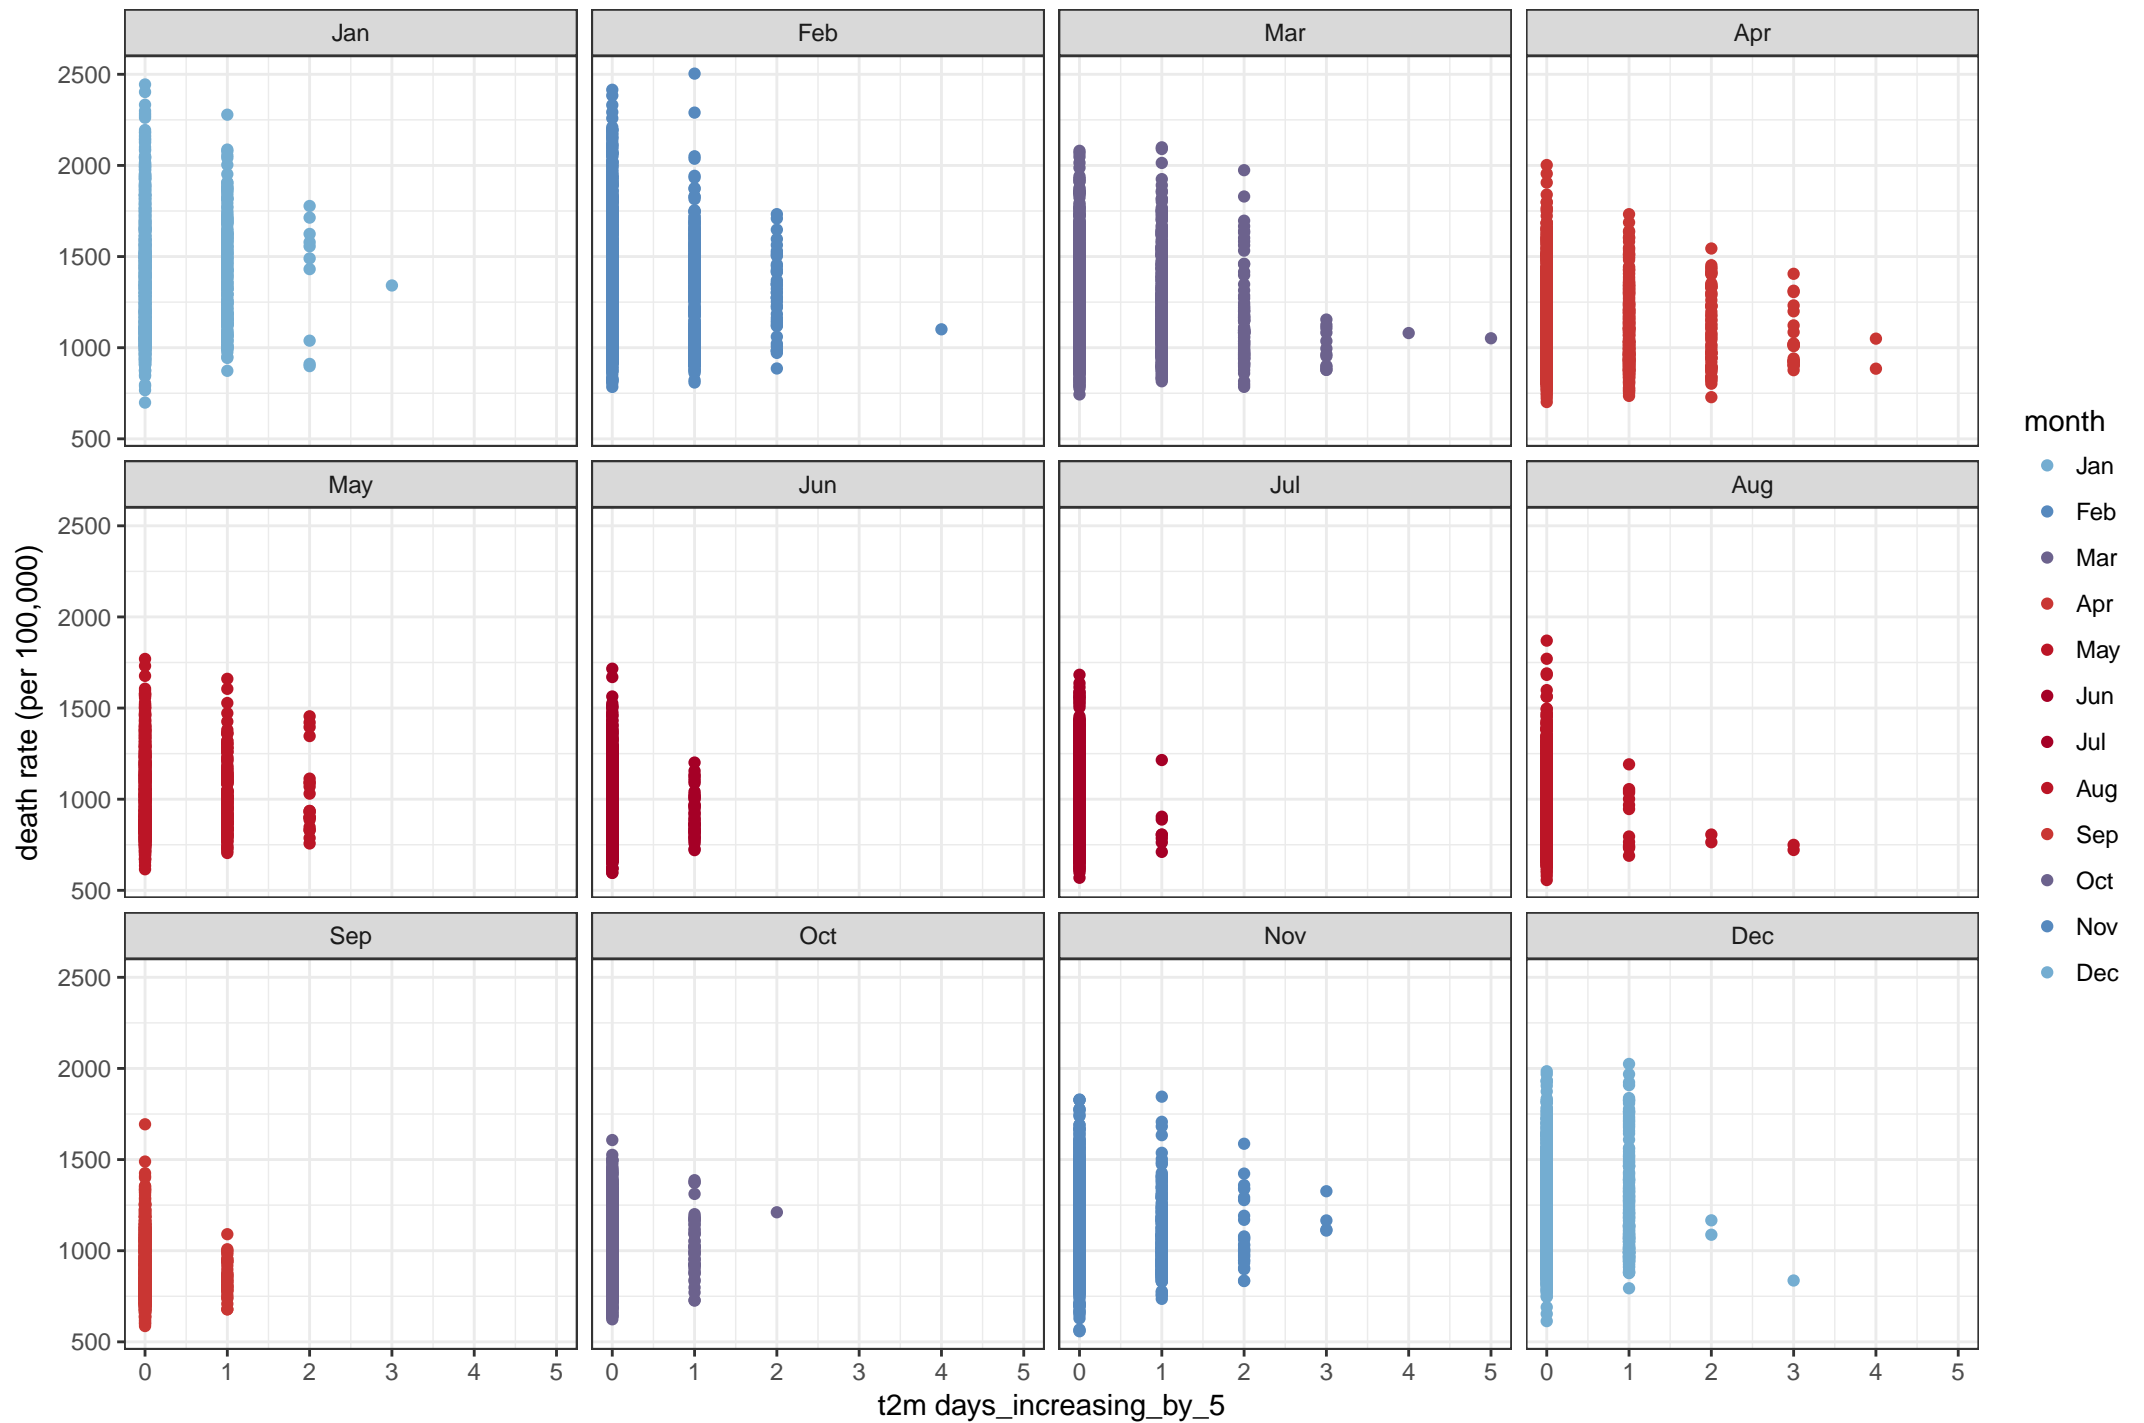 Jan Feb Mar Apr
2500
2000
1500
1000
500
May Jun Jul Aug
2500
2000
1500
1000
500
Sep Oct Nov Dec
2500
2000
1500
1000
500
0 1 2 3 4 5 0 1 2 3 4 5 0 1 2 3 4 5 0 1 2 3 4 5
t2m days_increasing_by_5
death rate (per 100,000)
month
Jan
Feb
Mar
Apr
May
Jun
Jul
Aug
Sep
Oct
Nov
Dec